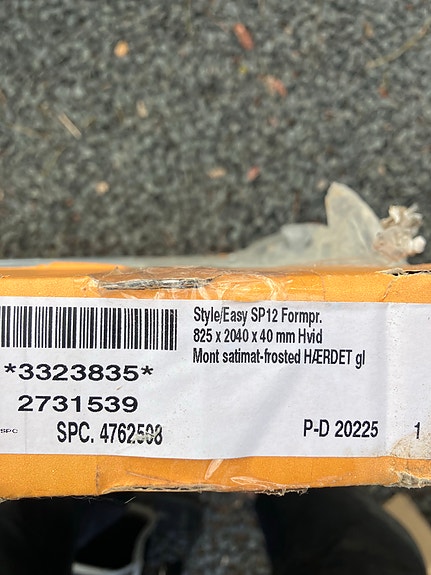 Style/Easy SP12 Formpr.
825 x 2040 x 40 mm Hvid
Mont satimat-frosted HÆRDET gl
*3323835*
2731539
SPC SPC. 4762508 P-D 20225 1